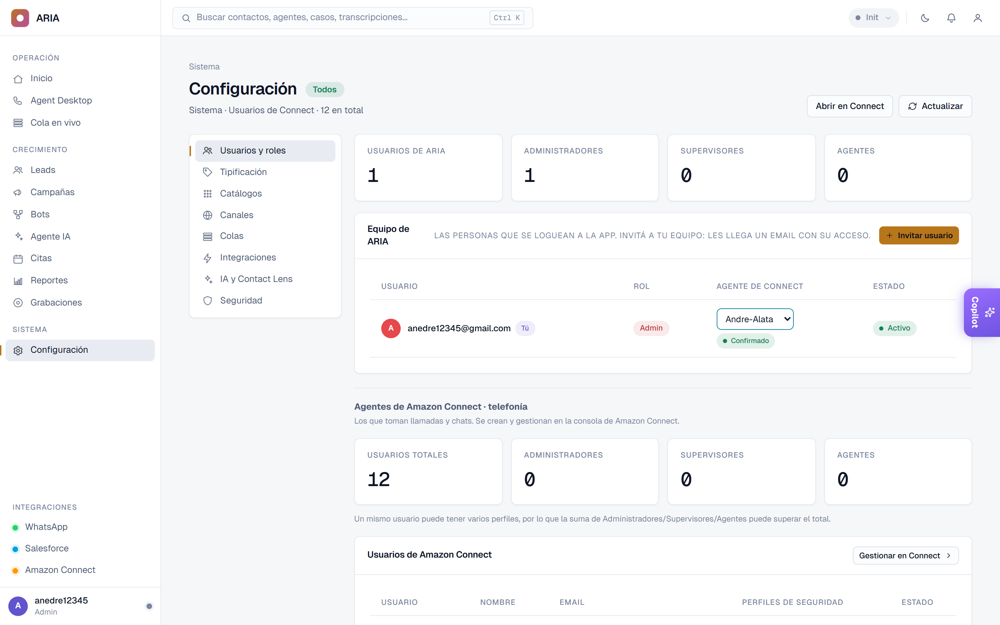 ARIA
Buscar contactos, agentes, casos, transcripciones...
Ctrl K
Init
OPERACIÓN
Inicio
Agent Desktop
Cola en vivo
CRECIMIENTO
Leads
Campañas
Bots
Agente IA
Citas
Reportes
Grabaciones
SISTEMA
Configuración
INTEGRACIONES
WhatsApp
Salesforce
Amazon Connect
A
anedre12345
Admin
Sistema
Configuración Todos
Sistema · Usuarios de Connect · 12 en total
Abrir en Connect
Actualizar
Usuarios y roles
Tipificación
Catálogos
Canales
Colas
Integraciones
IA y Contact Lens
Seguridad
USUARIOS DE ARIA
1
ADMINISTRADORES
1
SUPERVISORES
0
AGENTES
0
Equipo de
ARIA
LAS PERSONAS QUE SE LOGUEAN A LA APP. INVITÁ A TU EQUIPO: LES LLEGA UN EMAIL CON SU ACCESO.
+ Invitar usuario
USUARIO ROL AGENTE DE CONNECT ESTADO
A anedre12345@gmail.com Tú Admin
Andre-Alata
Confirmado
Activo
Copilot
Agentes de Amazon Connect · telefonía
Los que toman llamadas y chats. Se crean y gestionan en la consola de Amazon Connect.
USUARIOS TOTALES
12
ADMINISTRADORES
0
SUPERVISORES
0
AGENTES
0
Un mismo usuario puede tener varios perfiles, por lo que la suma de Administradores/Supervisores/Agentes puede superar el total.
Usuarios de Amazon Connect
Gestionar en Connect
USUARIO NOMBRE EMAIL PERFILES DE SEGURIDAD ESTADO